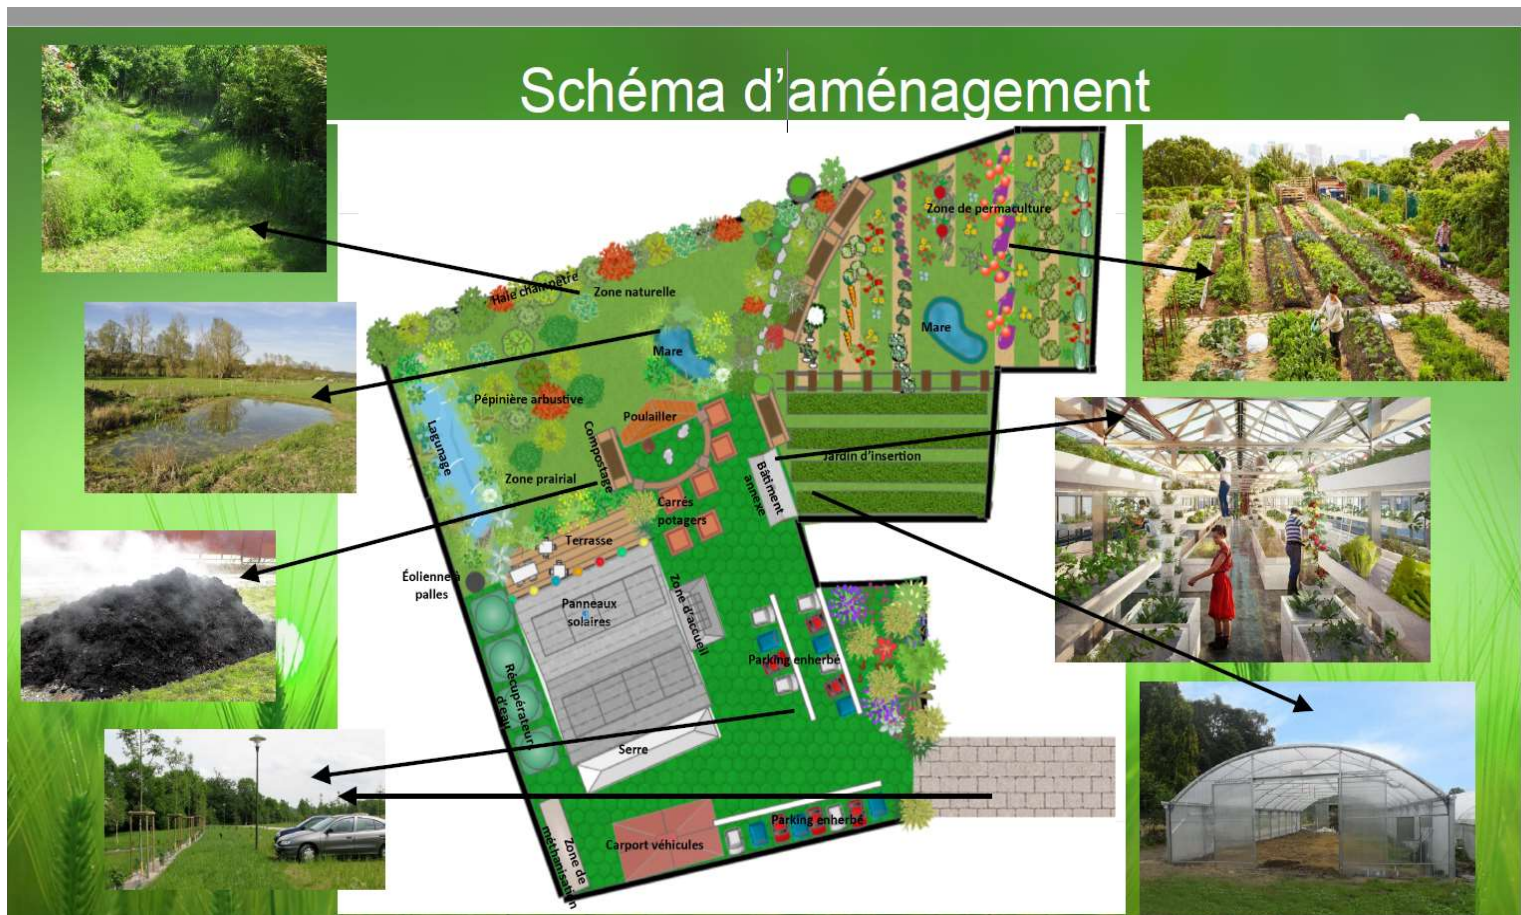 Schéma d'aménagement
Zone de permaculture
Haie champêtre
Zone naturelle
Mare
Mare
Pépinière arbustive
Poulailler
Lagunage
Compostage
Jardin d'insertion
Zone prairial
Bâtiment
annexe
Carrés
potagers
Terrasse
Éolienne à
palles
Panneaux
solaires
Zone d'accueil
Parking enherbé
Récupérateurs
d'eau
Serre
Parking enherbé
Carport véhicules
Zone de
méthanisation